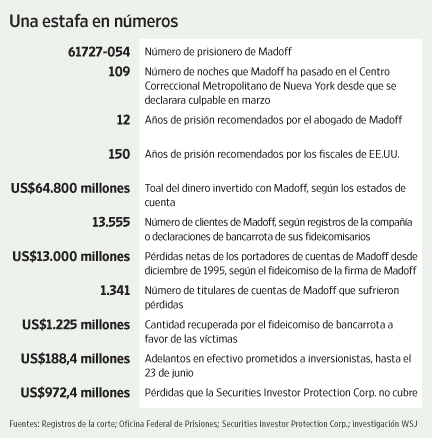 Una estafa en números
61727-054 Número de prisionero de Madoff
109 Número de noches que Madoff ha pasado en el Centro
Correccional Metropolitano de Nueva York desde que se
declarara culpable en marzo
12 Años de prisión recomendados por el abogado de Madoff
150 Años de prisión recomendados por los fiscales de EE.UU.
US$64.800 millones Toal del dinero invertido con Madoff, según los estados de
cuenta
13.555 Número de clientes de Madoff, según registros de la compañía
o declaraciones de bancarrota de sus fideicomisarios
US$13.000 millones Pérdidas netas de los portadores de cuentas de Madoff desde
diciembre de 1995, según el fideicomiso de la firma de Madoff
1.341 Número de titulares de cuentas de Madoff que sufrieron
pérdidas
US$1.225 millones Cantidad recuperada por el fideicomiso de bancarrota a
favor de las víctimas
US$188,4 millones Adelantos en efectivo prometidos a inversionistas, hasta el
23 de junio
US$972,4 millones Pérdidas que la Securities Investor Protection Corp. no cubre
Fuentes: Registros de la corte; Oficina Federal de Prisiones; Securities Investor Protection Corp.; investigación WSJ